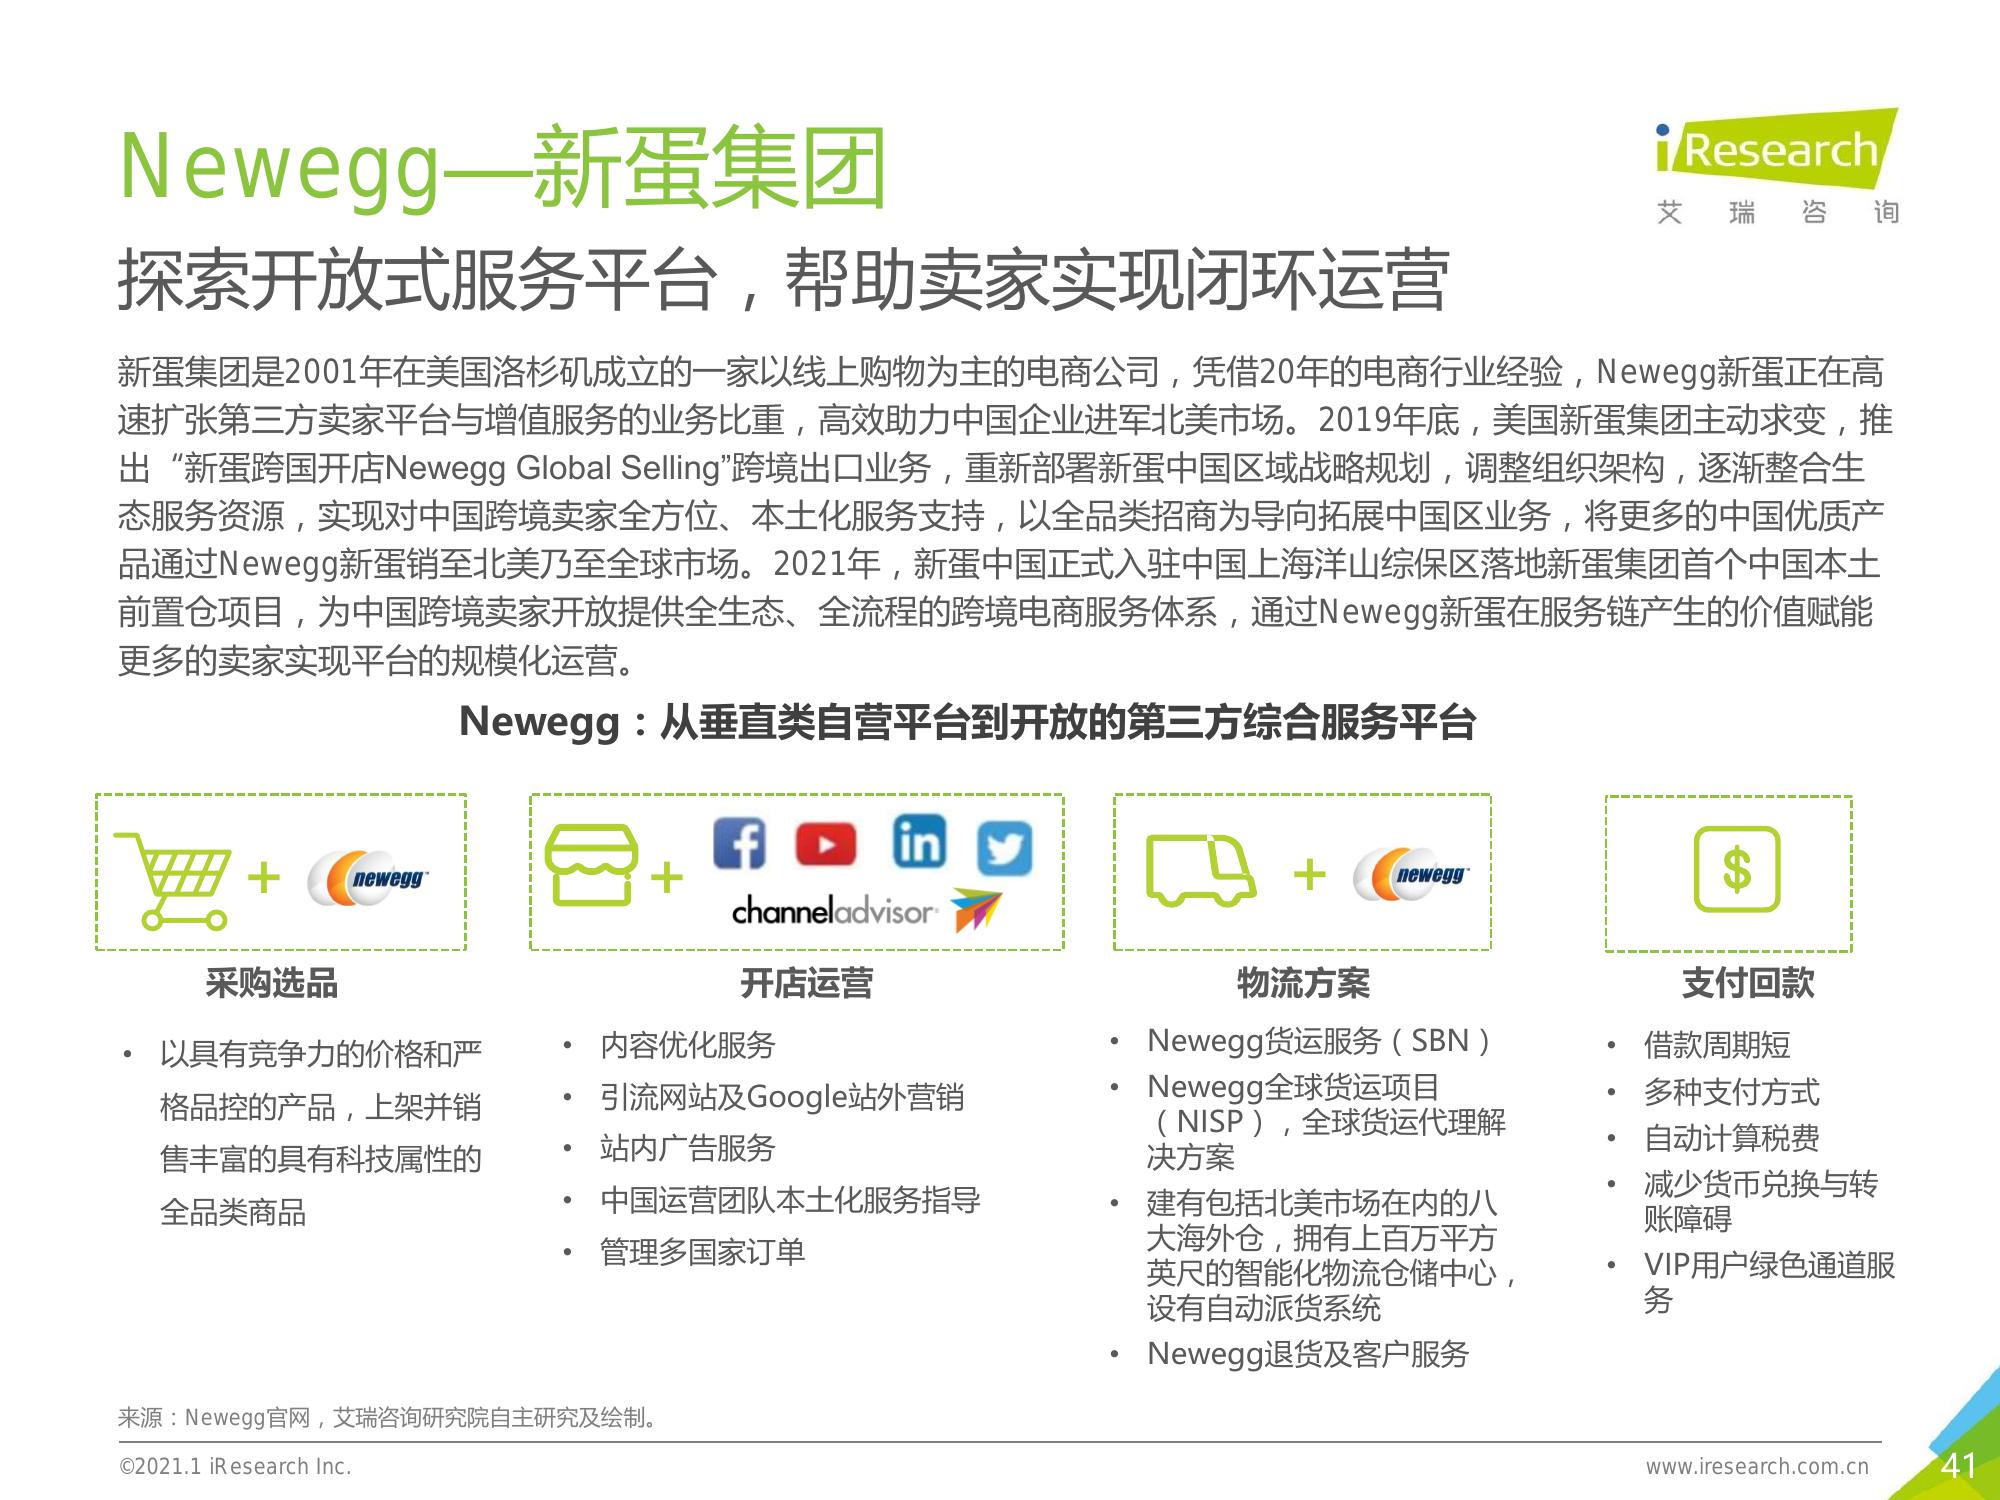 Newegg—新蛋集团
iResearch
艾瑞咨询
探索开放式服务平台，帮助卖家实现闭环运营
新蛋集团是2001年在美国洛杉矶成立的一家以线上购物为主的电商公司，凭借20年的电商行业经验，Newegg新蛋正在高
速扩张第三方卖家平台与增值服务的业务比重，高效助力中国企业进军北美市场。2019年底，美国新蛋集团主动求变，推
出“新蛋跨国开店Newegg Global Selling”跨境出口业务，重新部署新蛋中国区域战略规划，调整组织架构，逐渐整合生
态服务资源，实现对中国跨境卖家全方位、本土化服务支持，以全品类招商为导向拓展中国区业务，将更多的中国优质产
品通过Newegg新蛋销至北美乃至全球市场。2021年，新蛋中国正式入驻中国上海洋山综保区落地新蛋集团首个中国本土
前置仓项目，为中国跨境卖家开放提供全生态、全流程的跨境电商服务体系，通过Newegg新蛋在服务链产生的价值赋能
更多的卖家实现平台的规模化运营。
Newegg：从垂直类自营平台到开放的第三方综合服务平台
+ newegg
+ f in
channeladvisor
+ newegg
$
采购选品
• 以具有竞争力的价格和严
格品控的产品，上架并销
售丰富的具有科技属性的
全品类商品
开店运营
• 内容优化服务
• 引流网站及Google站外营销
• 站内广告服务
• 中国运营团队本土化服务指导
• 管理多国家订单
物流方案
• Newegg货运服务（SBN）
• Newegg全球货运项目
（NISP），全球货运代理解
决方案
• 建有包括北美市场在内的八
大海外仓，拥有上百万平方
英尺的智能化物流仓储中心，
设有自动派货系统
• Newegg退货及客户服务
支付回款
• 借款周期短
• 多种支付方式
• 自动计算税费
• 减少货币兑换与转
账障碍
• VIP用户绿色通道服
务
来源：Newegg官网，艾瑞咨询研究院自主研究及绘制。
©2021.1 iResearch Inc.
www.iresearch.com.cn
41